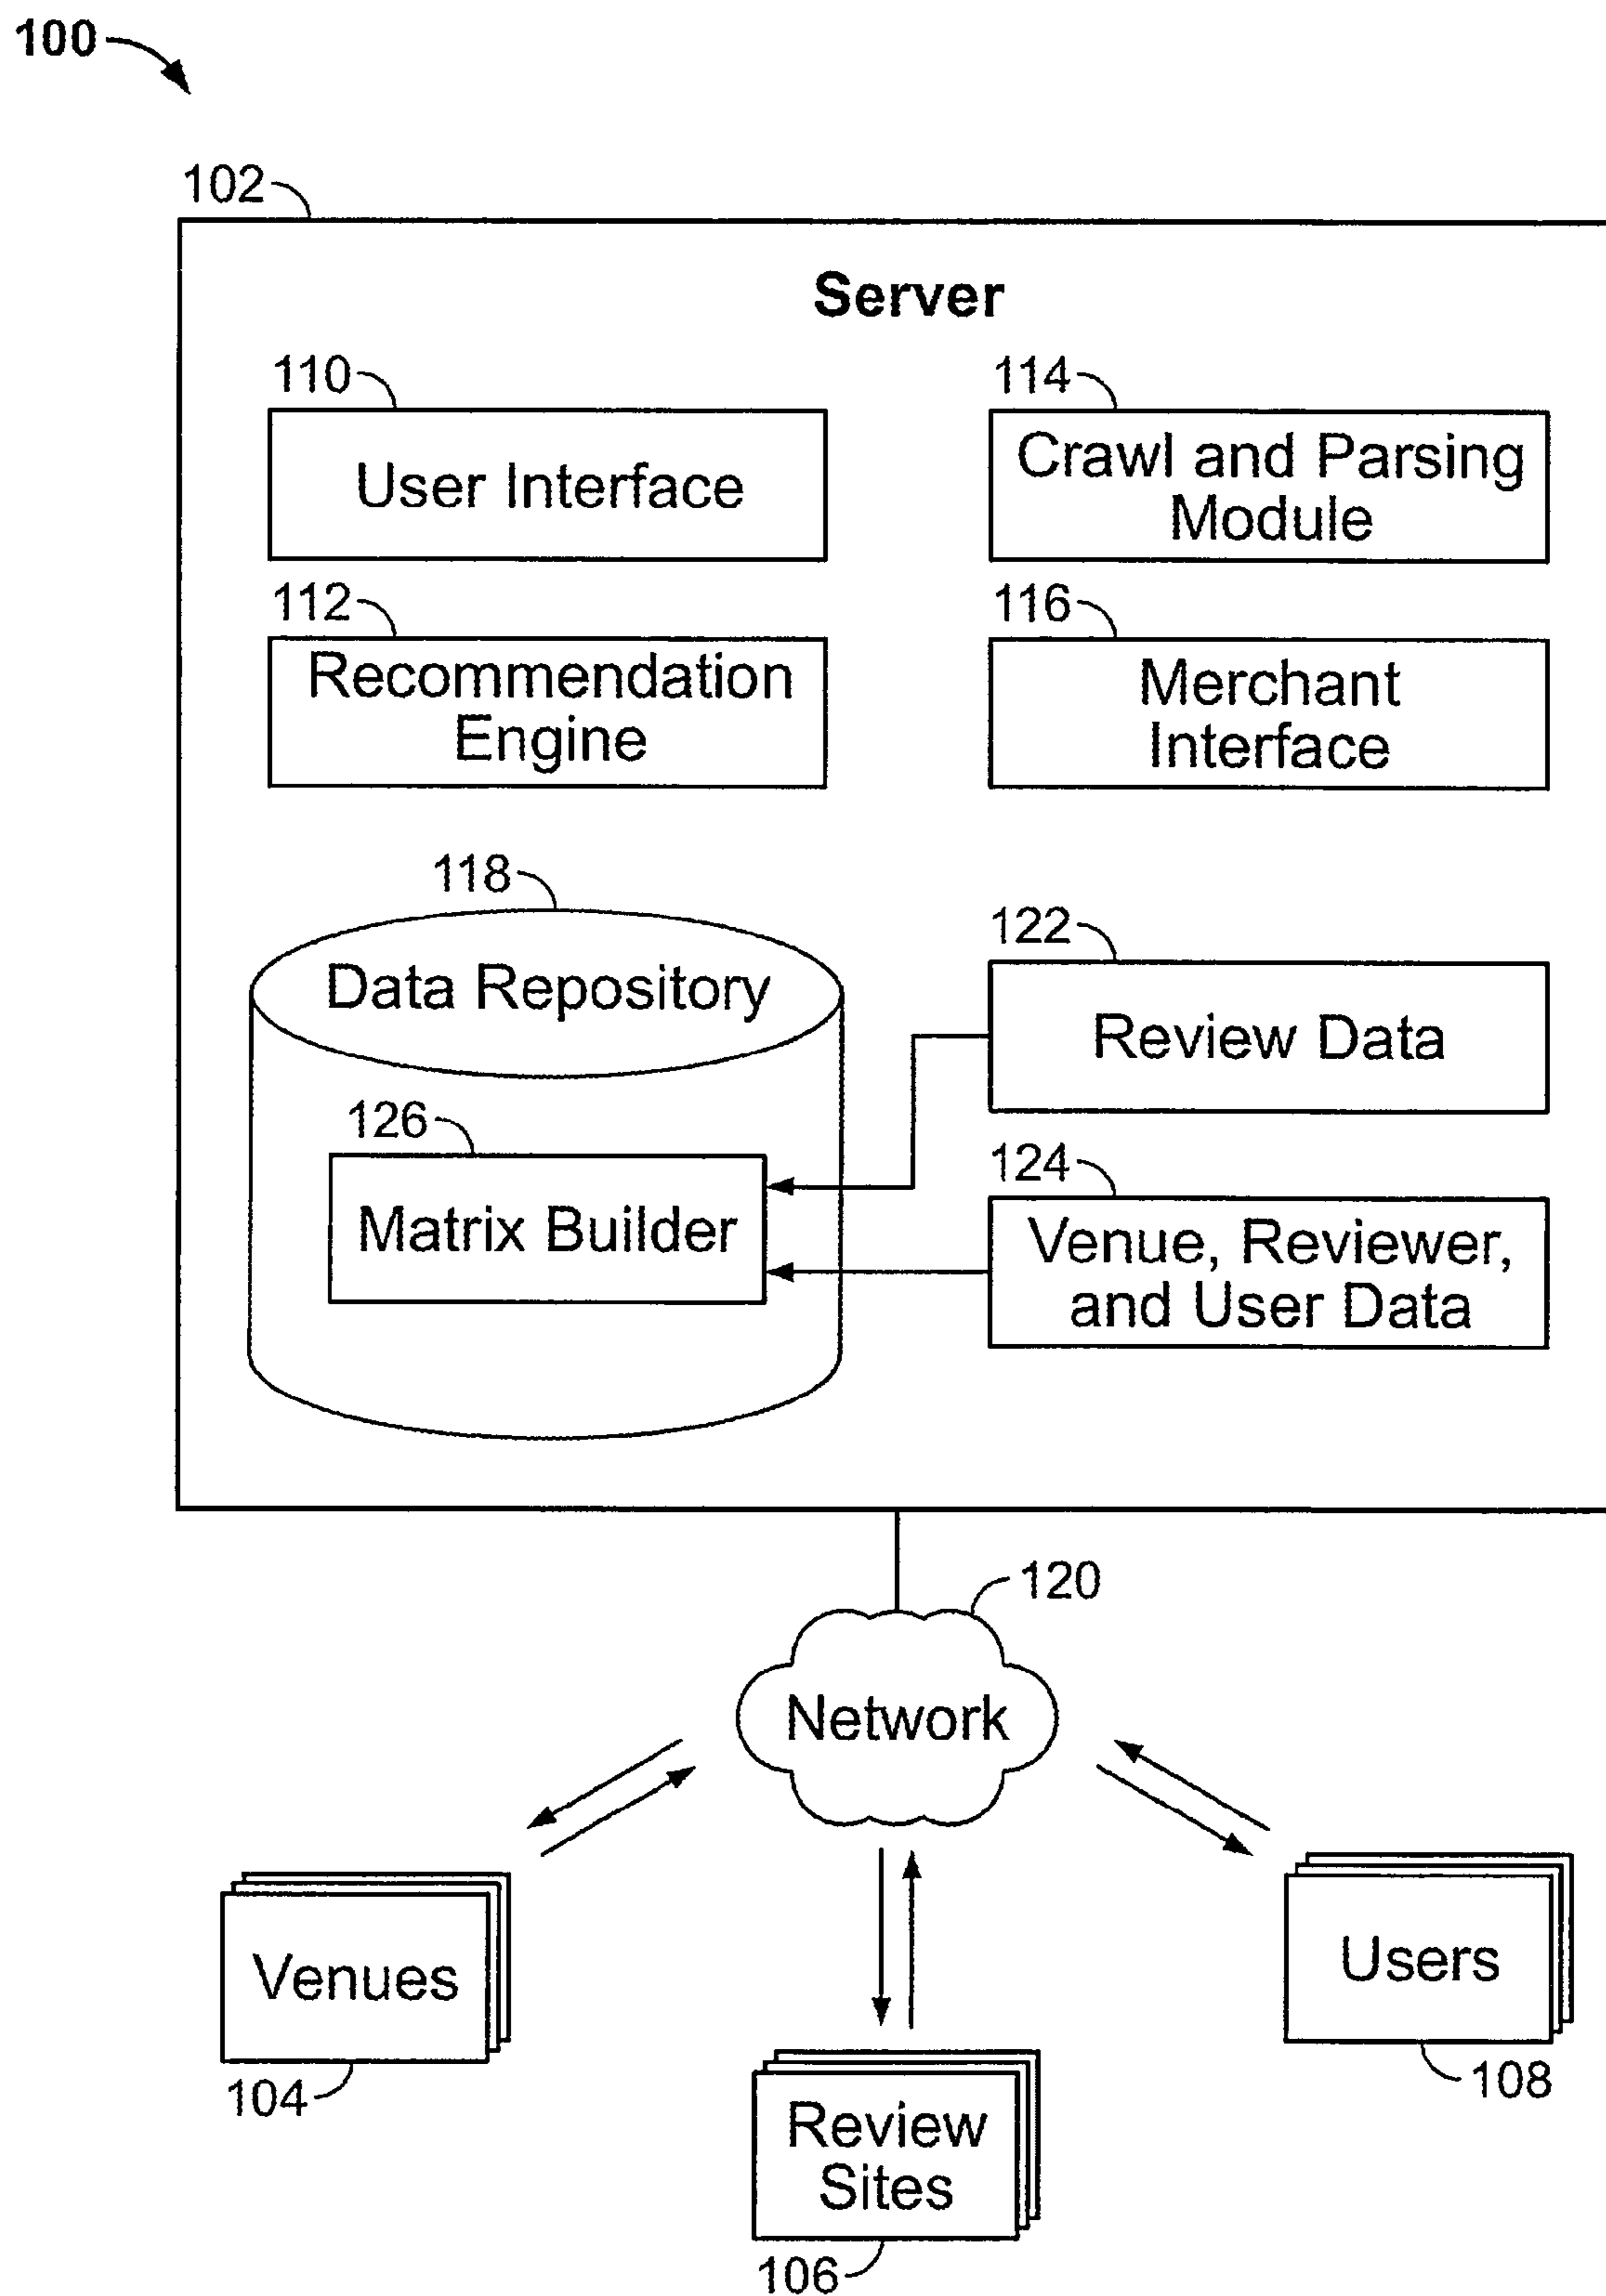 100
102
Server
110
User Interface
114
Crawl and Parsing
Module
112
Recommendation
Engine
116
Merchant
Interface
118
Data Repository
122
Review Data
126
Matrix Builder
124
Venue, Reviewer,
and User Data
120
Network
Venues
104
Review
Sites
106
Users
108